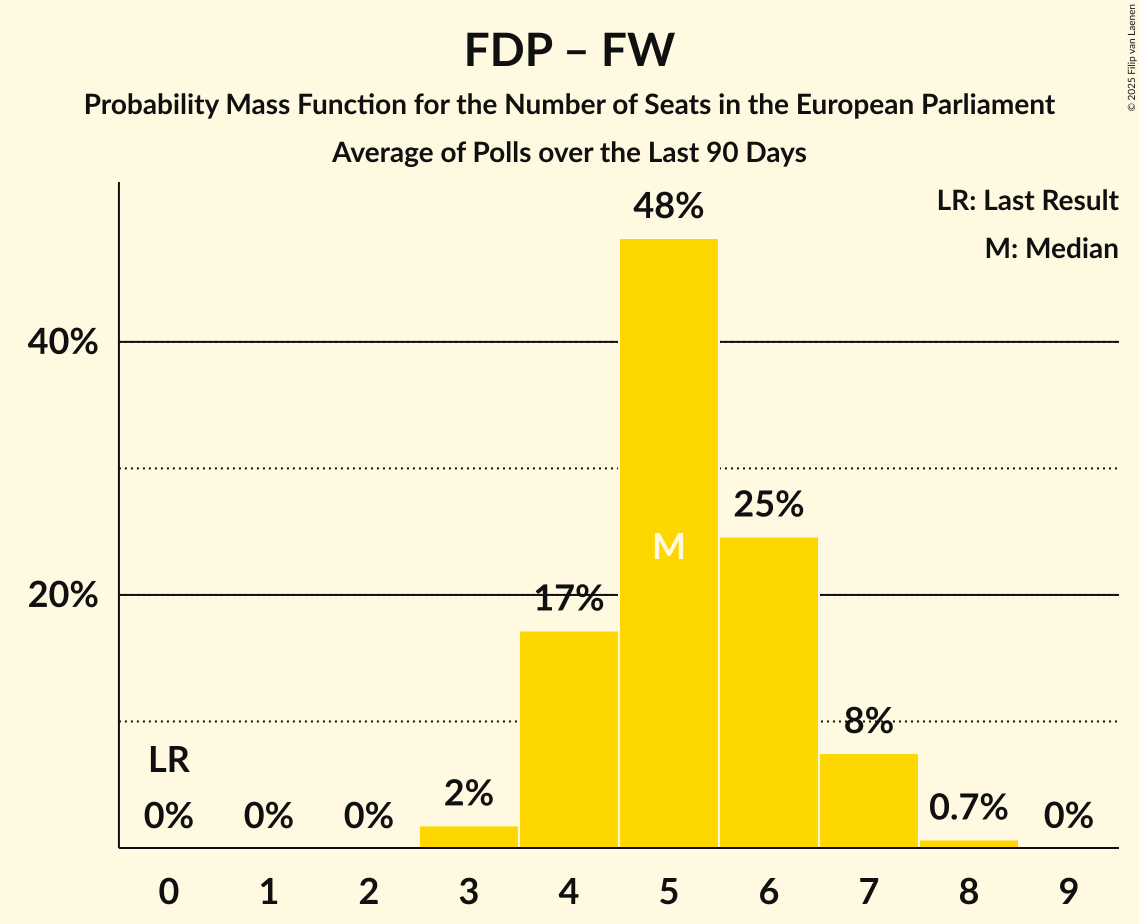 FDP – FW
Probability Mass Function for the Number of Seats in the European Parliament
Average of Polls over the Last 90 Days
© 2025 Filip van Laenen
LR: Last Result
M: Median
48%
40%
25%
M
20%
17%
8%
LR
2%
0.7%
0% 0% 0% 0%
0 1 2 3 4 5 6 7 8 9